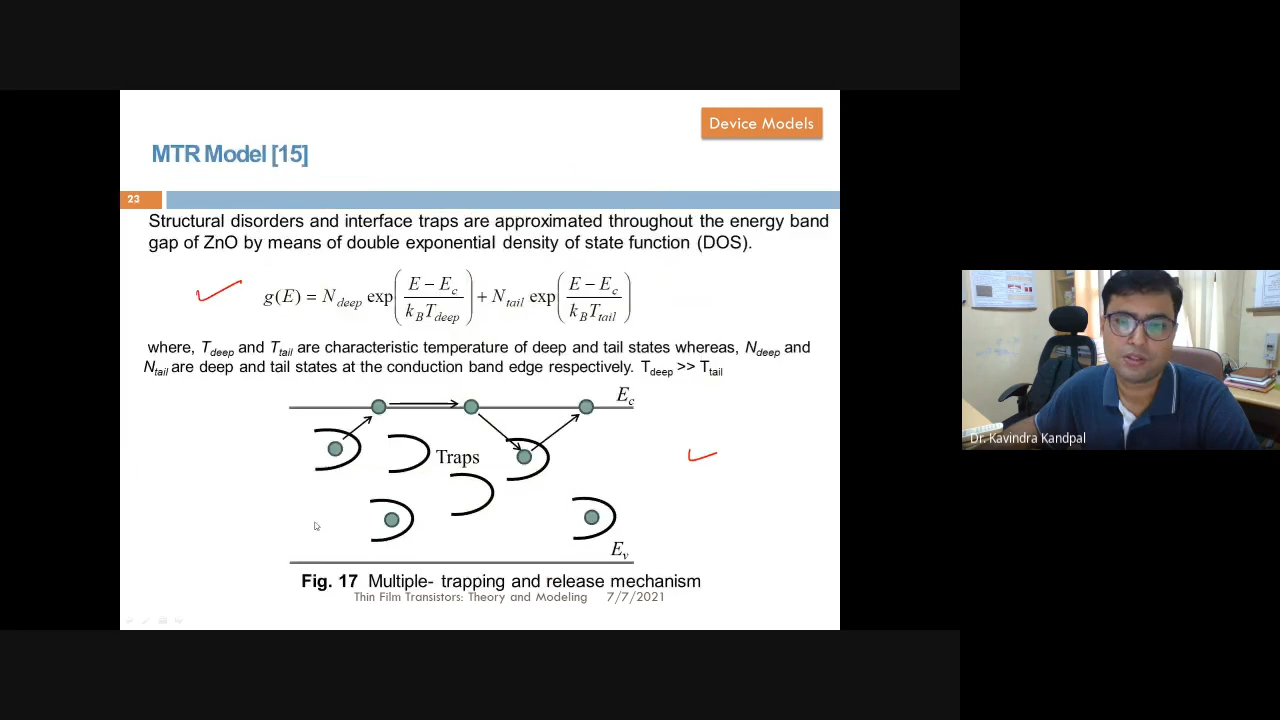 Device Models
MTR Model [15]
23
Structural disorders and interface traps are approximated throughout the energy band
gap of ZnO by means of double exponential density of state function (DOS).
g(E) = N_deep exp((E − E_c)/(k_B T_deep)) + N_tail exp((E − E_c)/(k_B T_tail))
where, T_deep and T_tail are characteristic temperature of deep and tail states whereas, N_deep and
N_tail are deep and tail states at the conduction band edge respectively. T_deep >> T_tail
E_c
Traps
E_v
Fig. 17 Multiple- trapping and release mechanism
Thin Film Transistors: Theory and Modeling 7/7/2021
Dr. Kavindra Kandpal